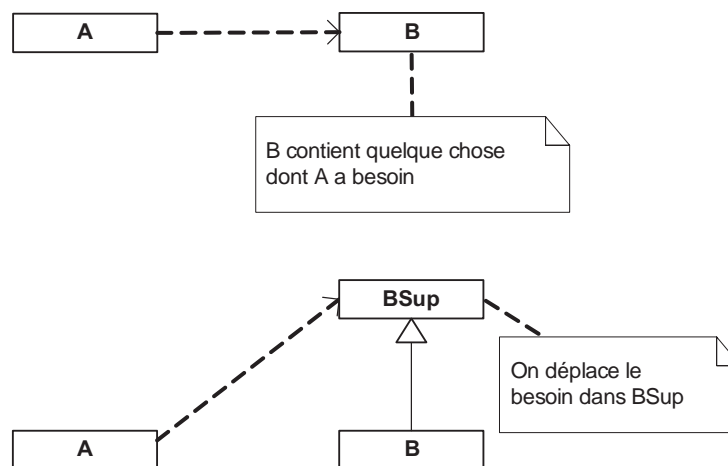 A
B
B contient quelque chose
dont A a besoin
BSup
On déplace le
besoin dans BSup
A
B